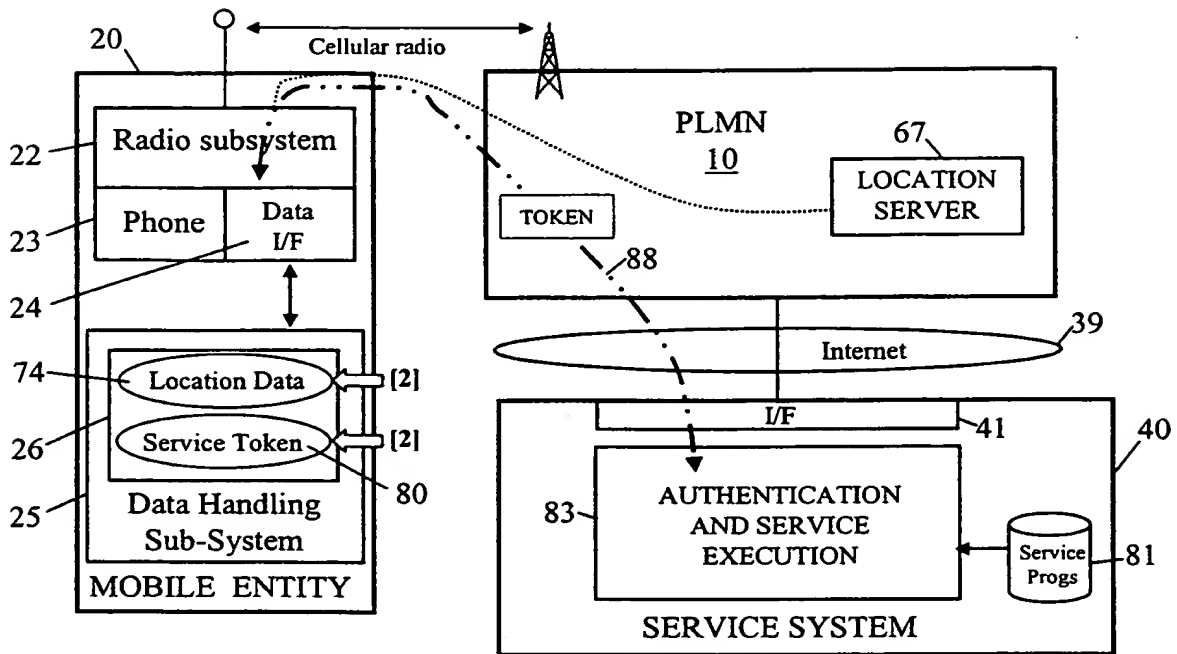 20
Cellular radio
22
Radio subsystem
PLMN
10
67
LOCATION
SERVER
23
Phone
Data
I/F
TOKEN
88
24
39
Internet
74
Location Data
[2]
26
Service Token
[2]
I/F
41
40
25
80
Data Handling
Sub-System
83
AUTHENTICATION
AND SERVICE
EXECUTION
Service
Progs
81
MOBILE ENTITY
SERVICE SYSTEM